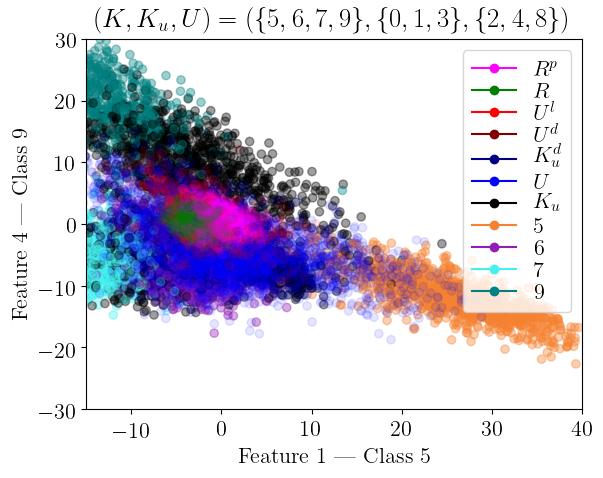 (K, K_u, U) = ({5, 6, 7, 9}, {0, 1, 3}, {2, 4, 8})
30
20
10
0
−10
−20
−30
Feature 4 — Class 9
R^p
R
U^l
U^d
K_u^d
U
K_u
5
6
7
9
−10
0
10
20
30
40
Feature 1 — Class 5